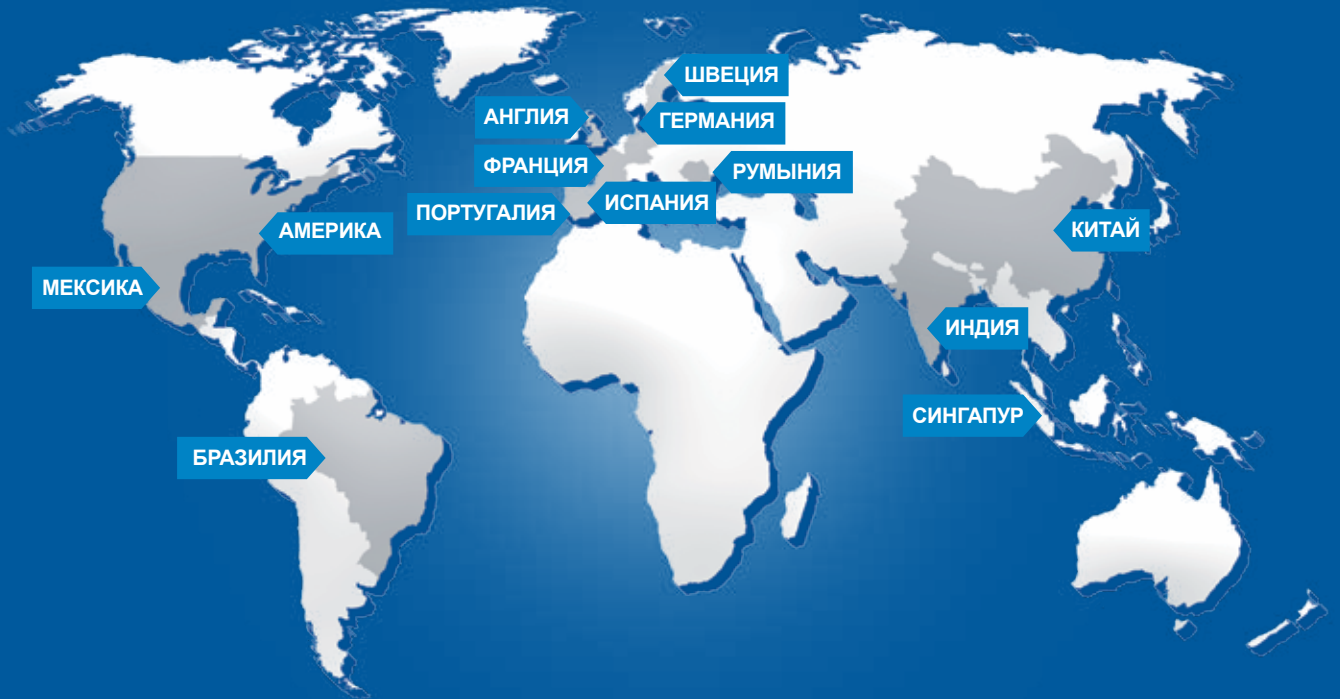 ШВЕЦИЯ
АНГЛИЯ
ГЕРМАНИЯ
ФРАНЦИЯ
РУМЫНИЯ
ПОРТУГАЛИЯ
ИСПАНИЯ
АМЕРИКА
КИТАЙ
МЕКСИКА
ИНДИЯ
СИНГАПУР
БРАЗИЛИЯ